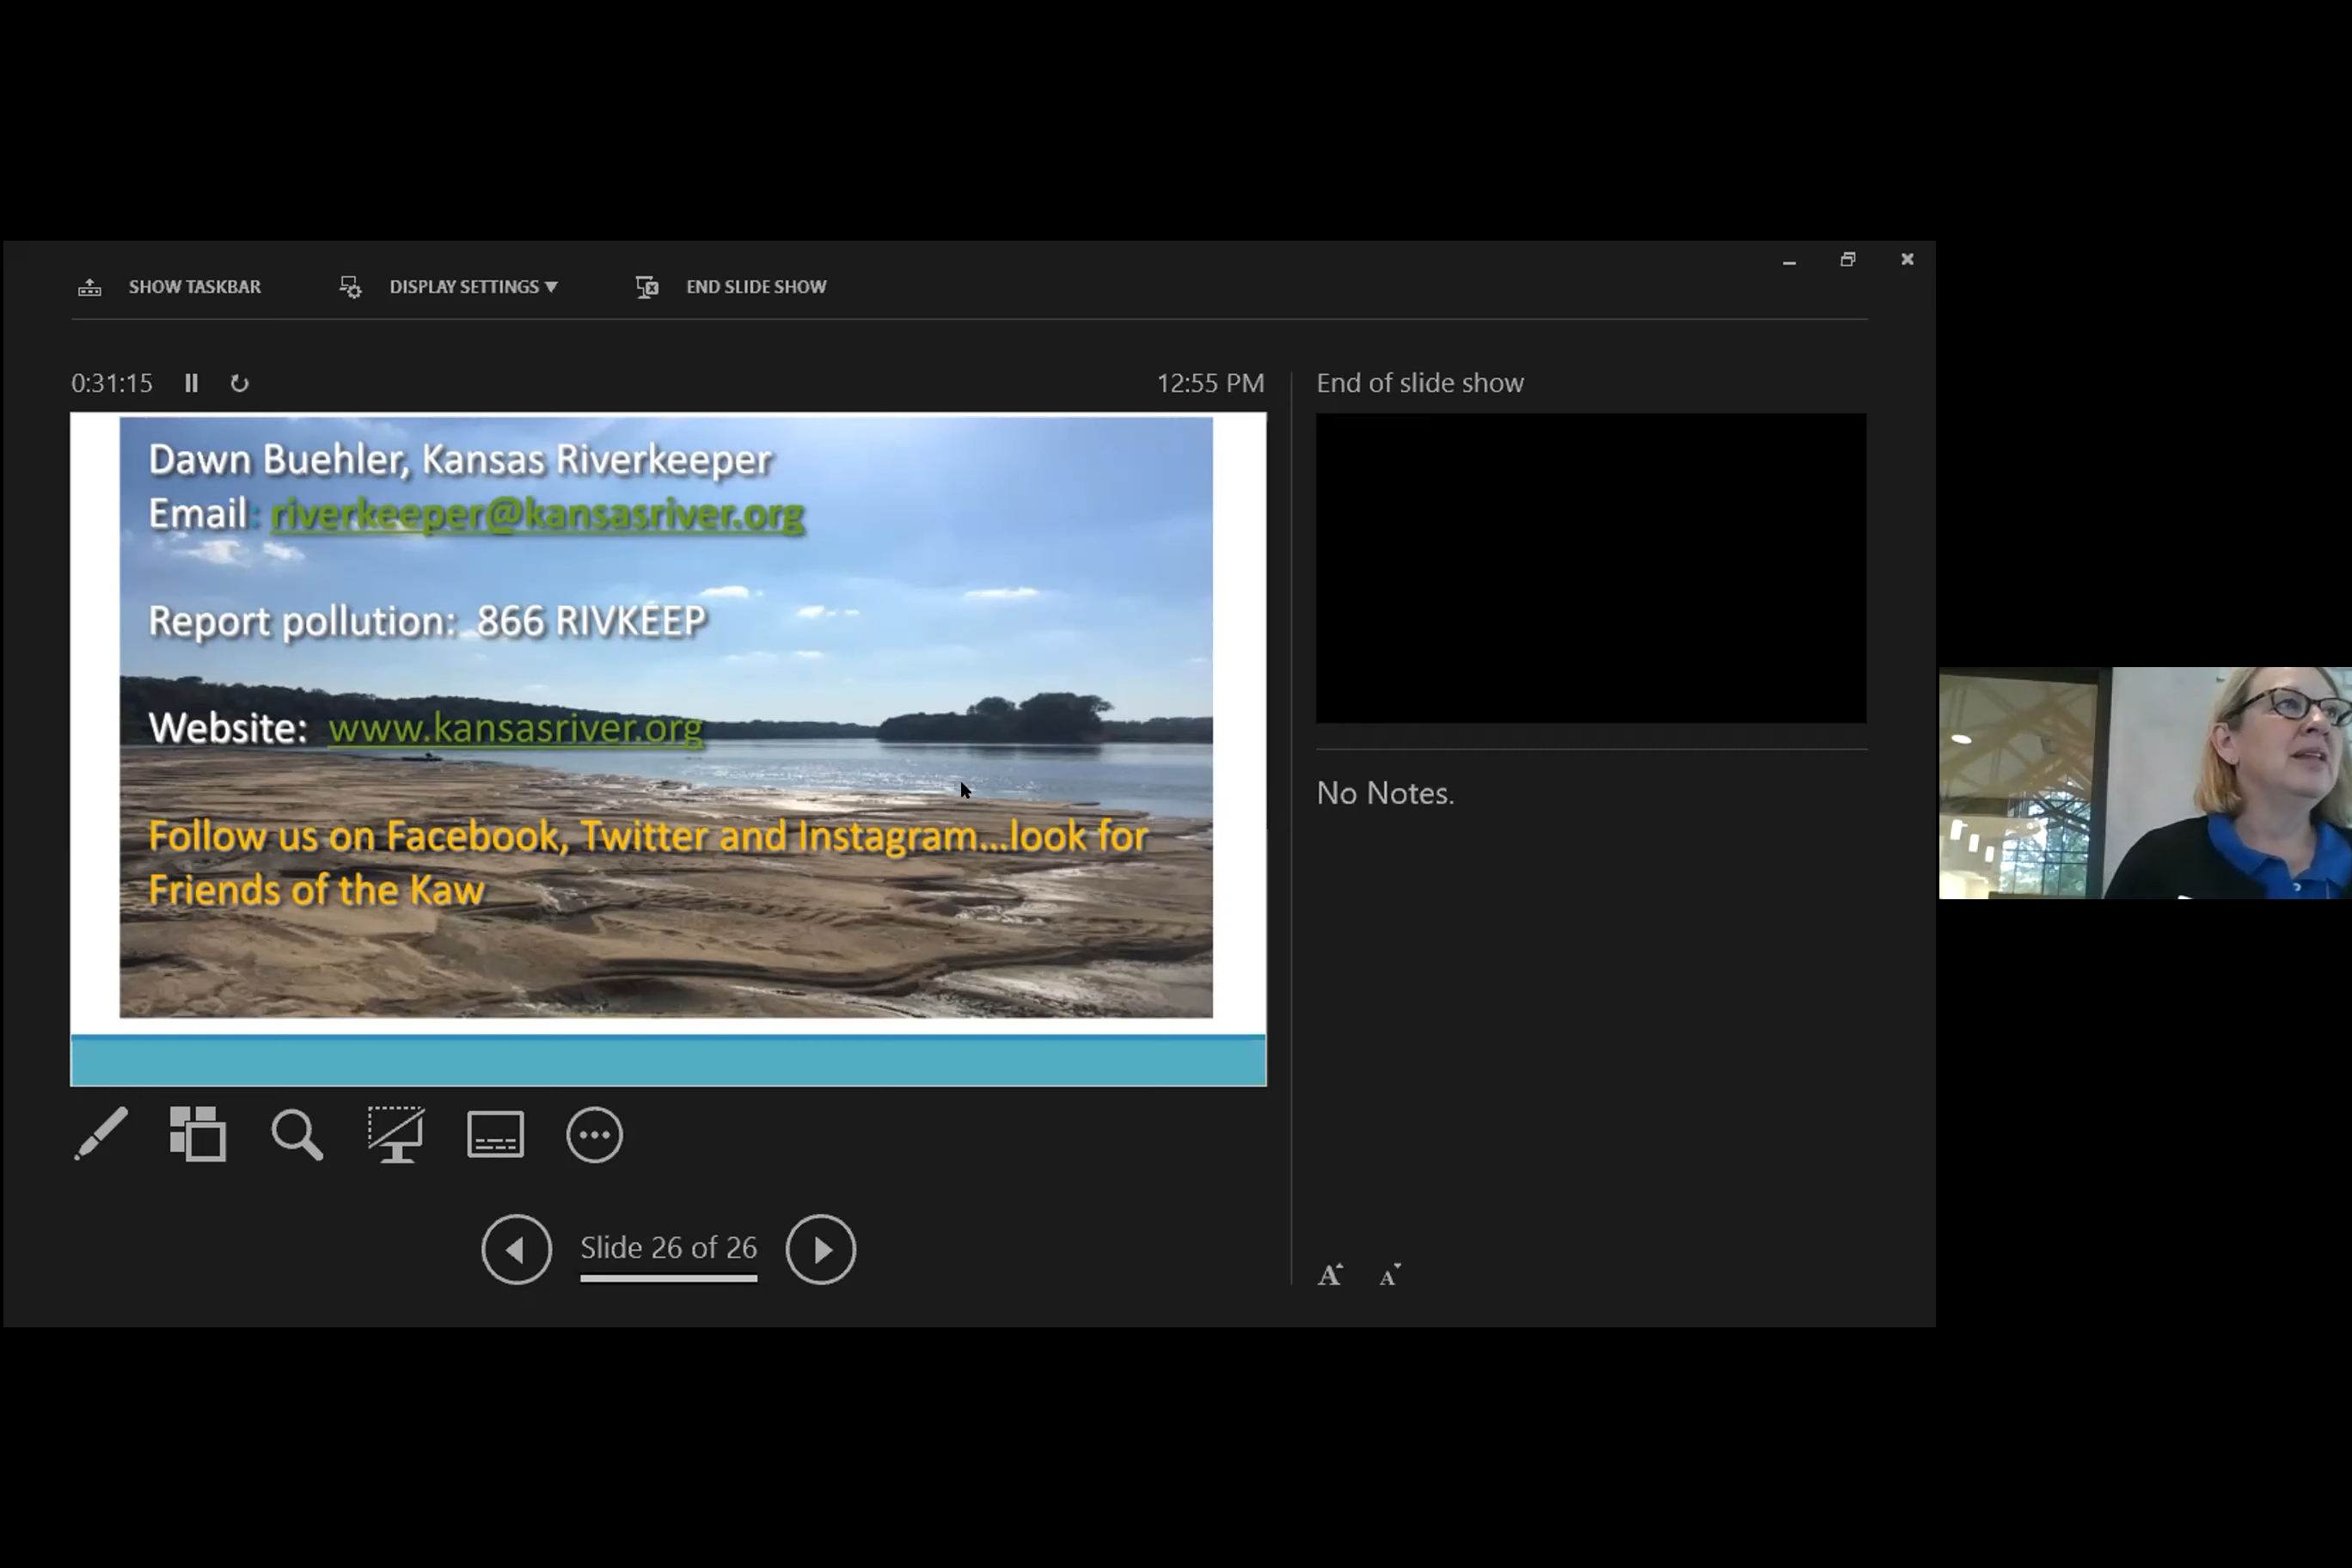 SHOW TASKBAR
DISPLAY SETTINGS ▼
END SLIDE SHOW
0:31:15
12:55 PM
Dawn Buehler, Kansas Riverkeeper
Email: riverkeeper@kansasriver.org
Report pollution: 866 RIVKEEP
Website: www.kansasriver.org
Follow us on Facebook, Twitter and Instagram...look for
Friends of the Kaw
End of slide show
No Notes.
Slide 26 of 26
A A